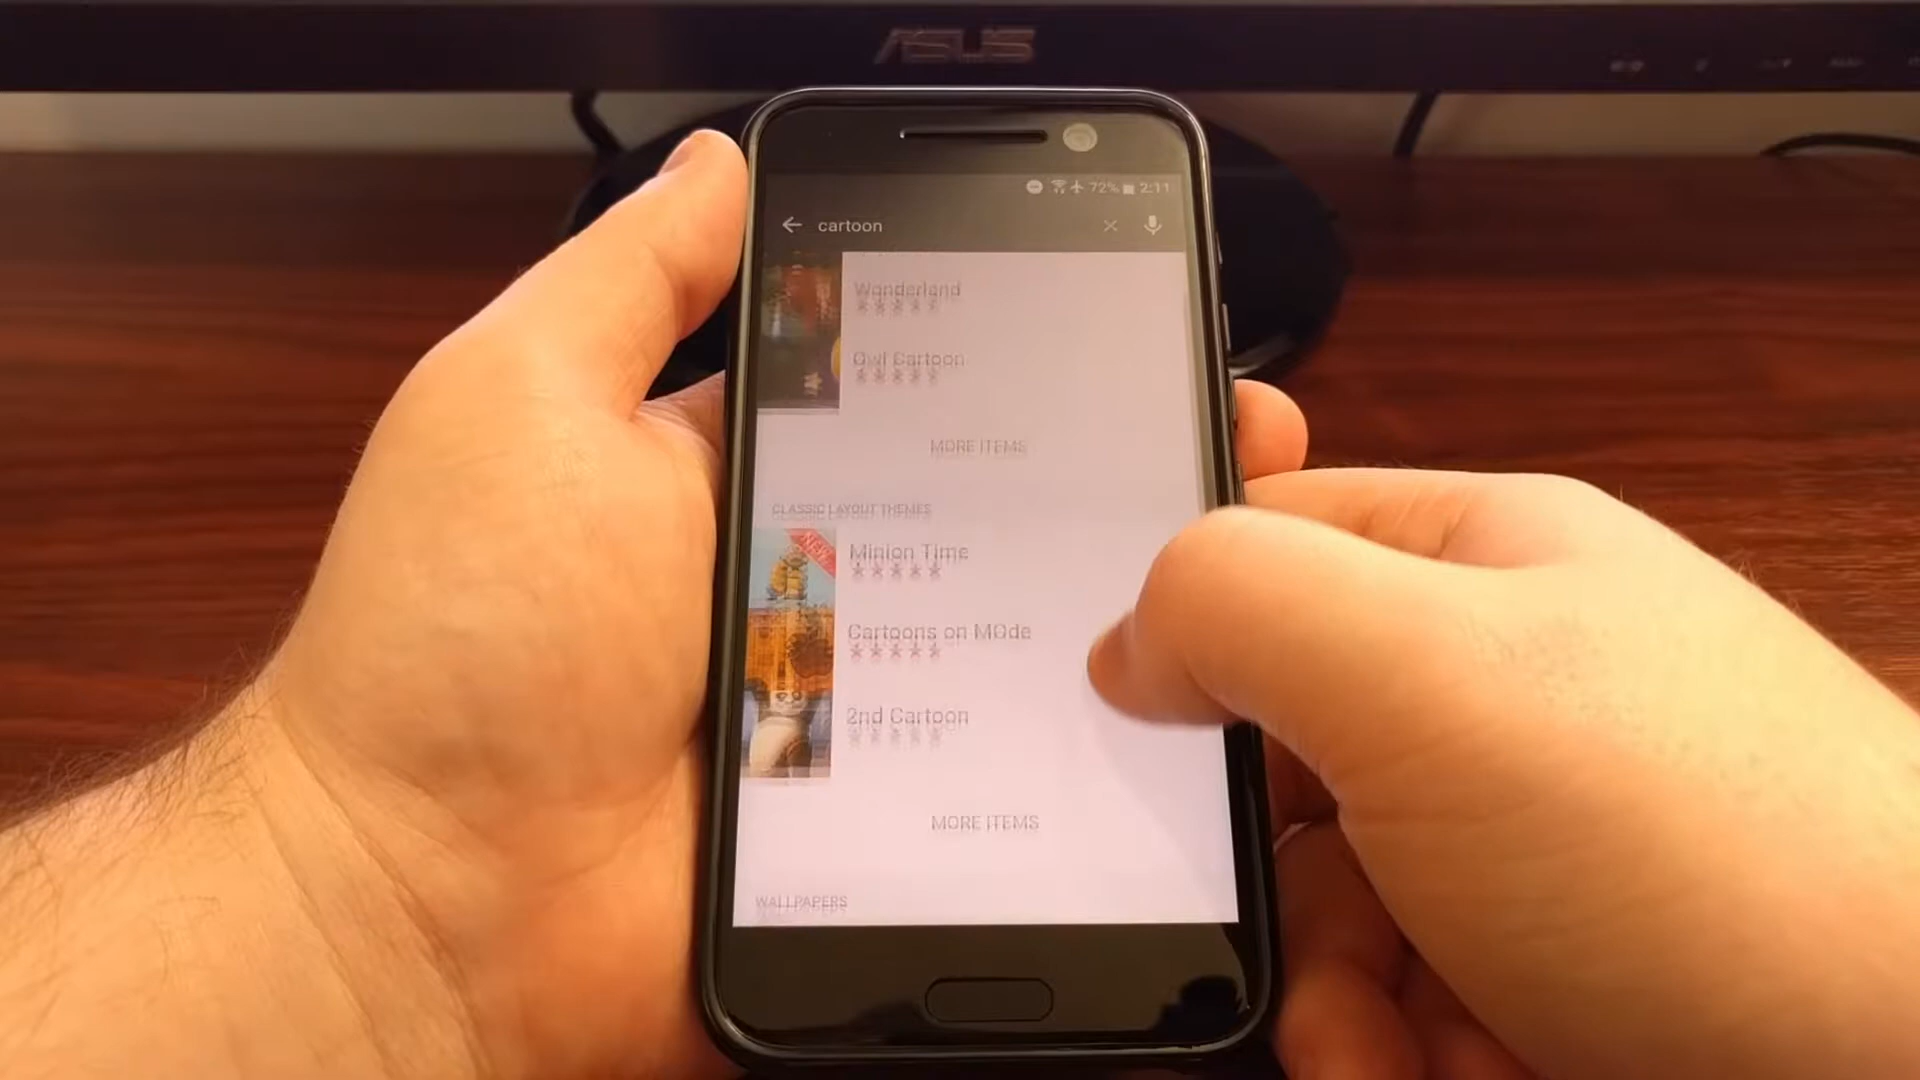 ASUS
72% 2:11
cartoon
Wonderland
Owl Cartoon
MORE ITEMS
CLASSIC LAYOUT THEMES
NEW
Minion Time
Cartoons on MOde
2nd Cartoon
MORE ITEMS
WALLPAPERS